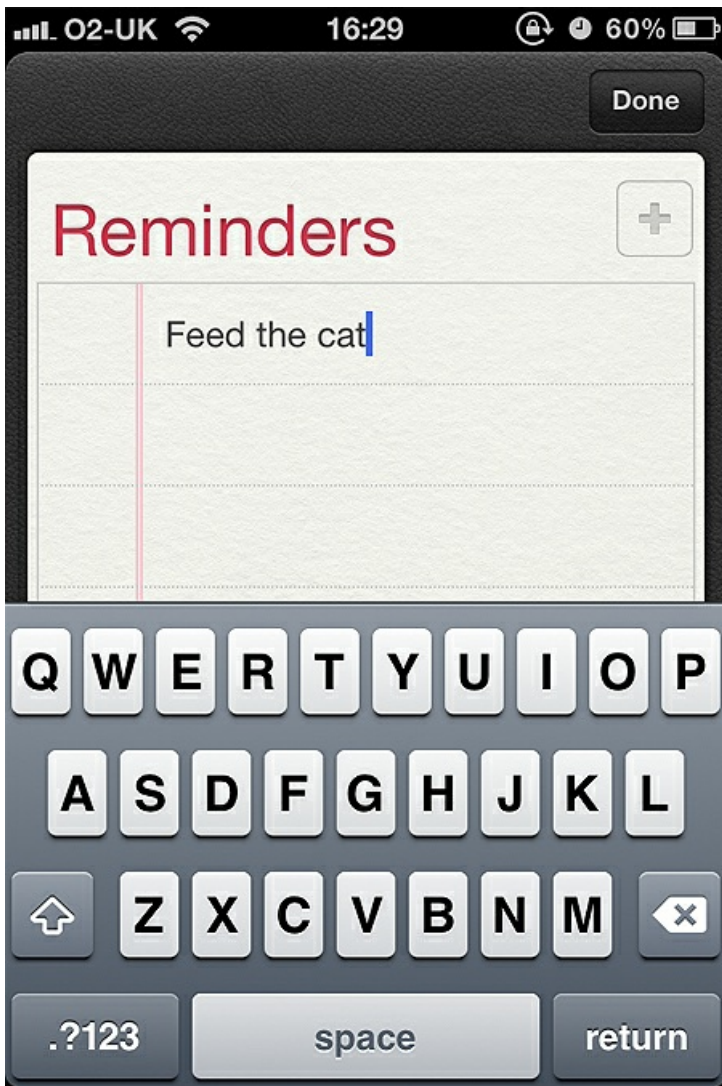 O2-UK 16:29 60%
Done
Reminders
Feed the cat
Q W E R T Y U I O P
A S D F G H J K L
Z X C V B N M
.?123 space return